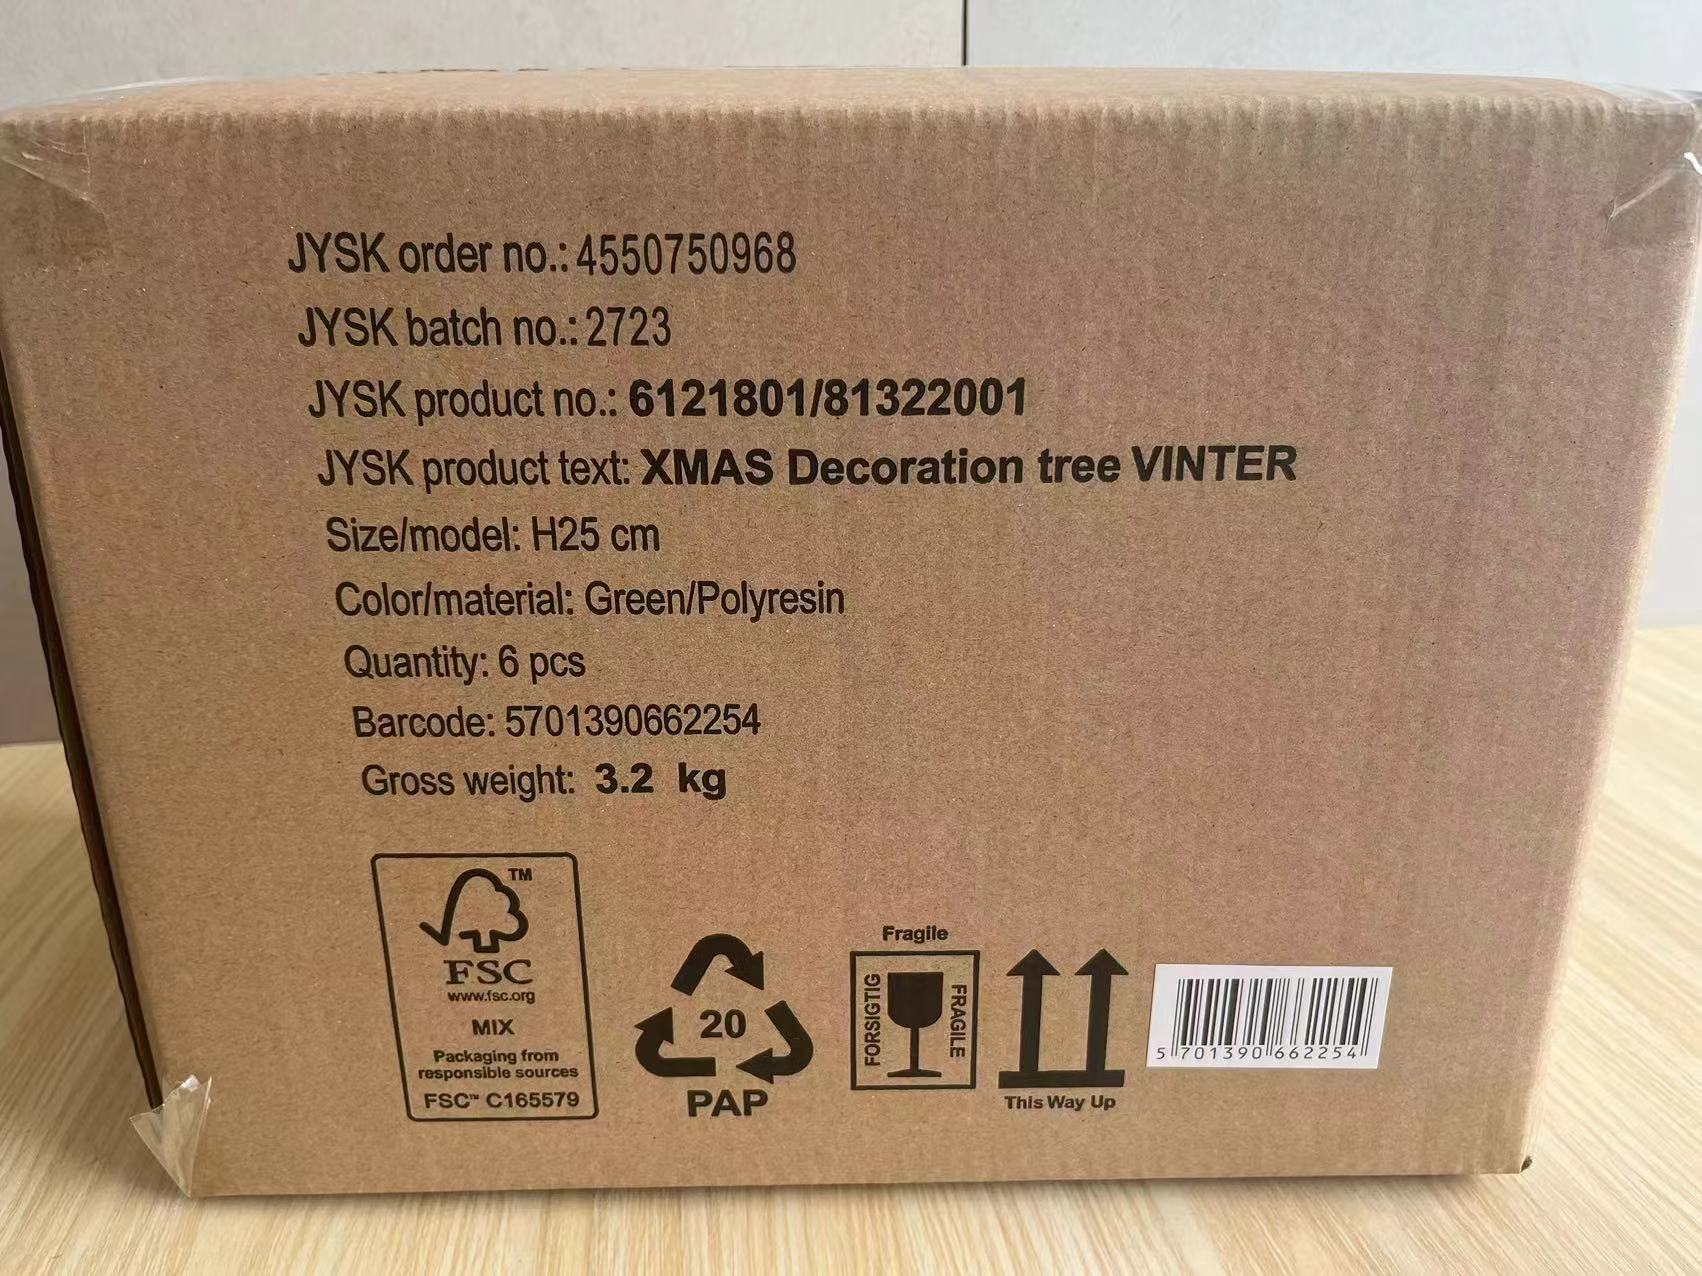 JYSK order no.: 4550750968
JYSK batch no.: 2723
JYSK product no.: 6121801/81322001
JYSK product text: XMAS Decoration tree VINTER
Size/model: H25 cm
Color/material: Green/Polyresin
Quantity: 6 pcs
Barcode: 5701390662254
Gross weight: 3.2 kg
TM
FSC
www.fsc.org
MIX
Packaging from
responsible sources
FSC™ C165579
20
PAP
Fragile
FORSIGTIG
FRAGILE
This Way Up
5 701390 662254